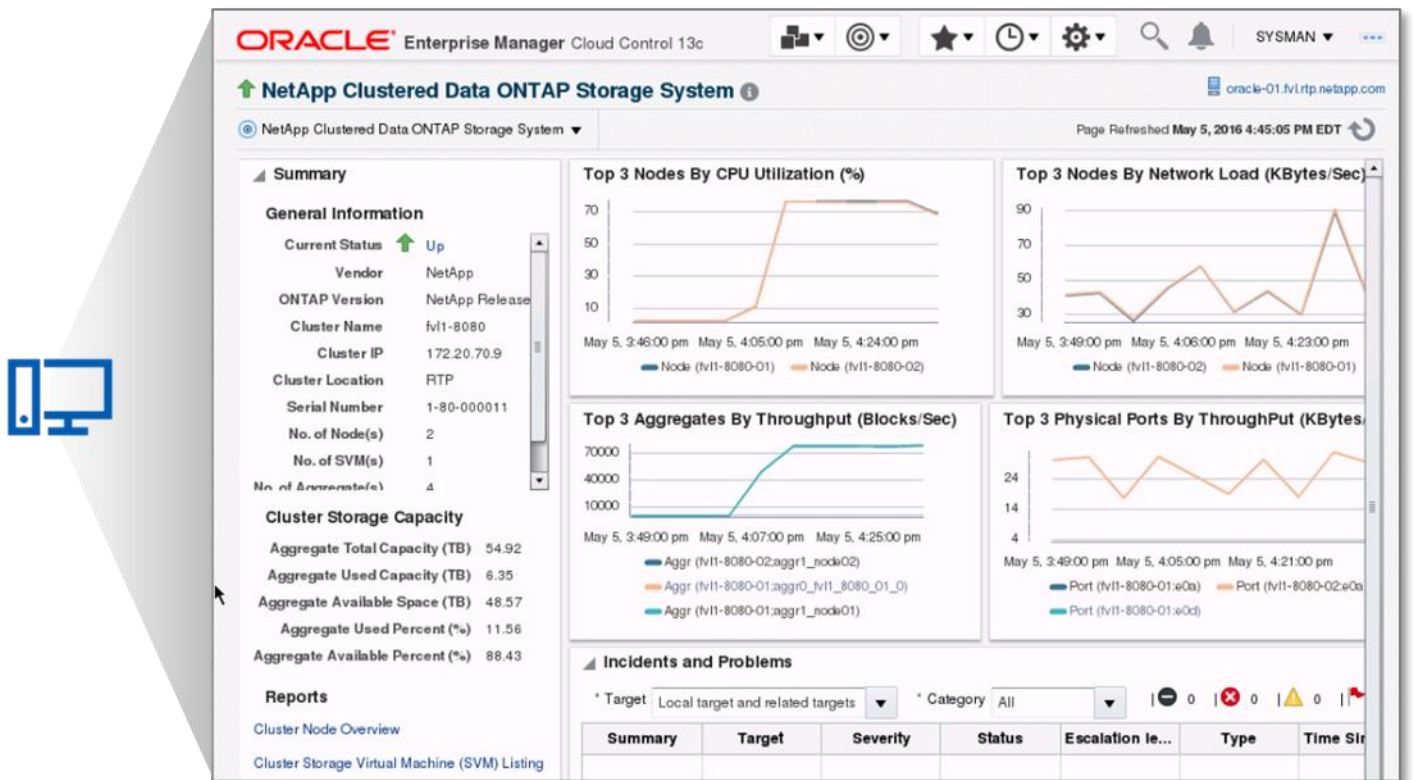 ORACLE Enterprise Manager Cloud Control 13c
SYSMAN
NetApp Clustered Data ONTAP Storage System
oracle-01.fvl.rtp.netapp.com
NetApp Clustered Data ONTAP Storage System
Page Refreshed May 5, 2016 4:45:05 PM EDT
Summary
General Information
Current Status Up
Vendor NetApp
ONTAP Version NetApp Release
Cluster Name fvl1-8080
Cluster IP 172.20.70.9
Cluster Location RTP
Serial Number 1-80-000011
No. of Node(s) 2
No. of SVM(s) 1
No. of Aggregate(s) 4
Cluster Storage Capacity
Aggregate Total Capacity (TB) 54.92
Aggregate Used Capacity (TB) 6.35
Aggregate Available Space (TB) 48.57
Aggregate Used Percent (%) 11.56
Aggregate Available Percent (%) 88.43
Reports
Cluster Node Overview
Cluster Storage Virtual Machine (SVM) Listing
Top 3 Nodes By CPU Utilization (%)
70
50
30
10
May 5, 3:46:00 pm May 5, 4:05:00 pm May 5, 4:24:00 pm
Node (fvl1-8080-01) Node (fvl1-8080-02)
Top 3 Nodes By Network Load (KBytes/Sec)
90
70
50
30
May 5, 3:49:00 pm May 5, 4:06:00 pm May 5, 4:23:00 pm
Node (fvl1-8080-02) Node (fvl1-8080-01)
Top 3 Aggregates By Throughput (Blocks/Sec)
70000
40000
10000
May 5, 3:49:00 pm May 5, 4:07:00 pm May 5, 4:25:00 pm
Aggr (fvl1-8080-02;aggr1_node02)
Aggr (fvl1-8080-01;aggr0_fvl1_8080_01_0)
Aggr (fvl1-8080-01;aggr1_node01)
Top 3 Physical Ports By ThroughPut (KBytes/
24
14
4
May 5, 3:49:00 pm May 5, 4:05:00 pm May 5, 4:21:00 pm
Port (fvl1-8080-01:e0a) Port (fvl1-8080-02:e0a
Port (fvl1-8080-01:e0d)
Incidents and Problems
* Target Local target and related targets * Category All | 0 | 0 | 0 |
Summary Target Severity Status Escalation le... Type Time Sin